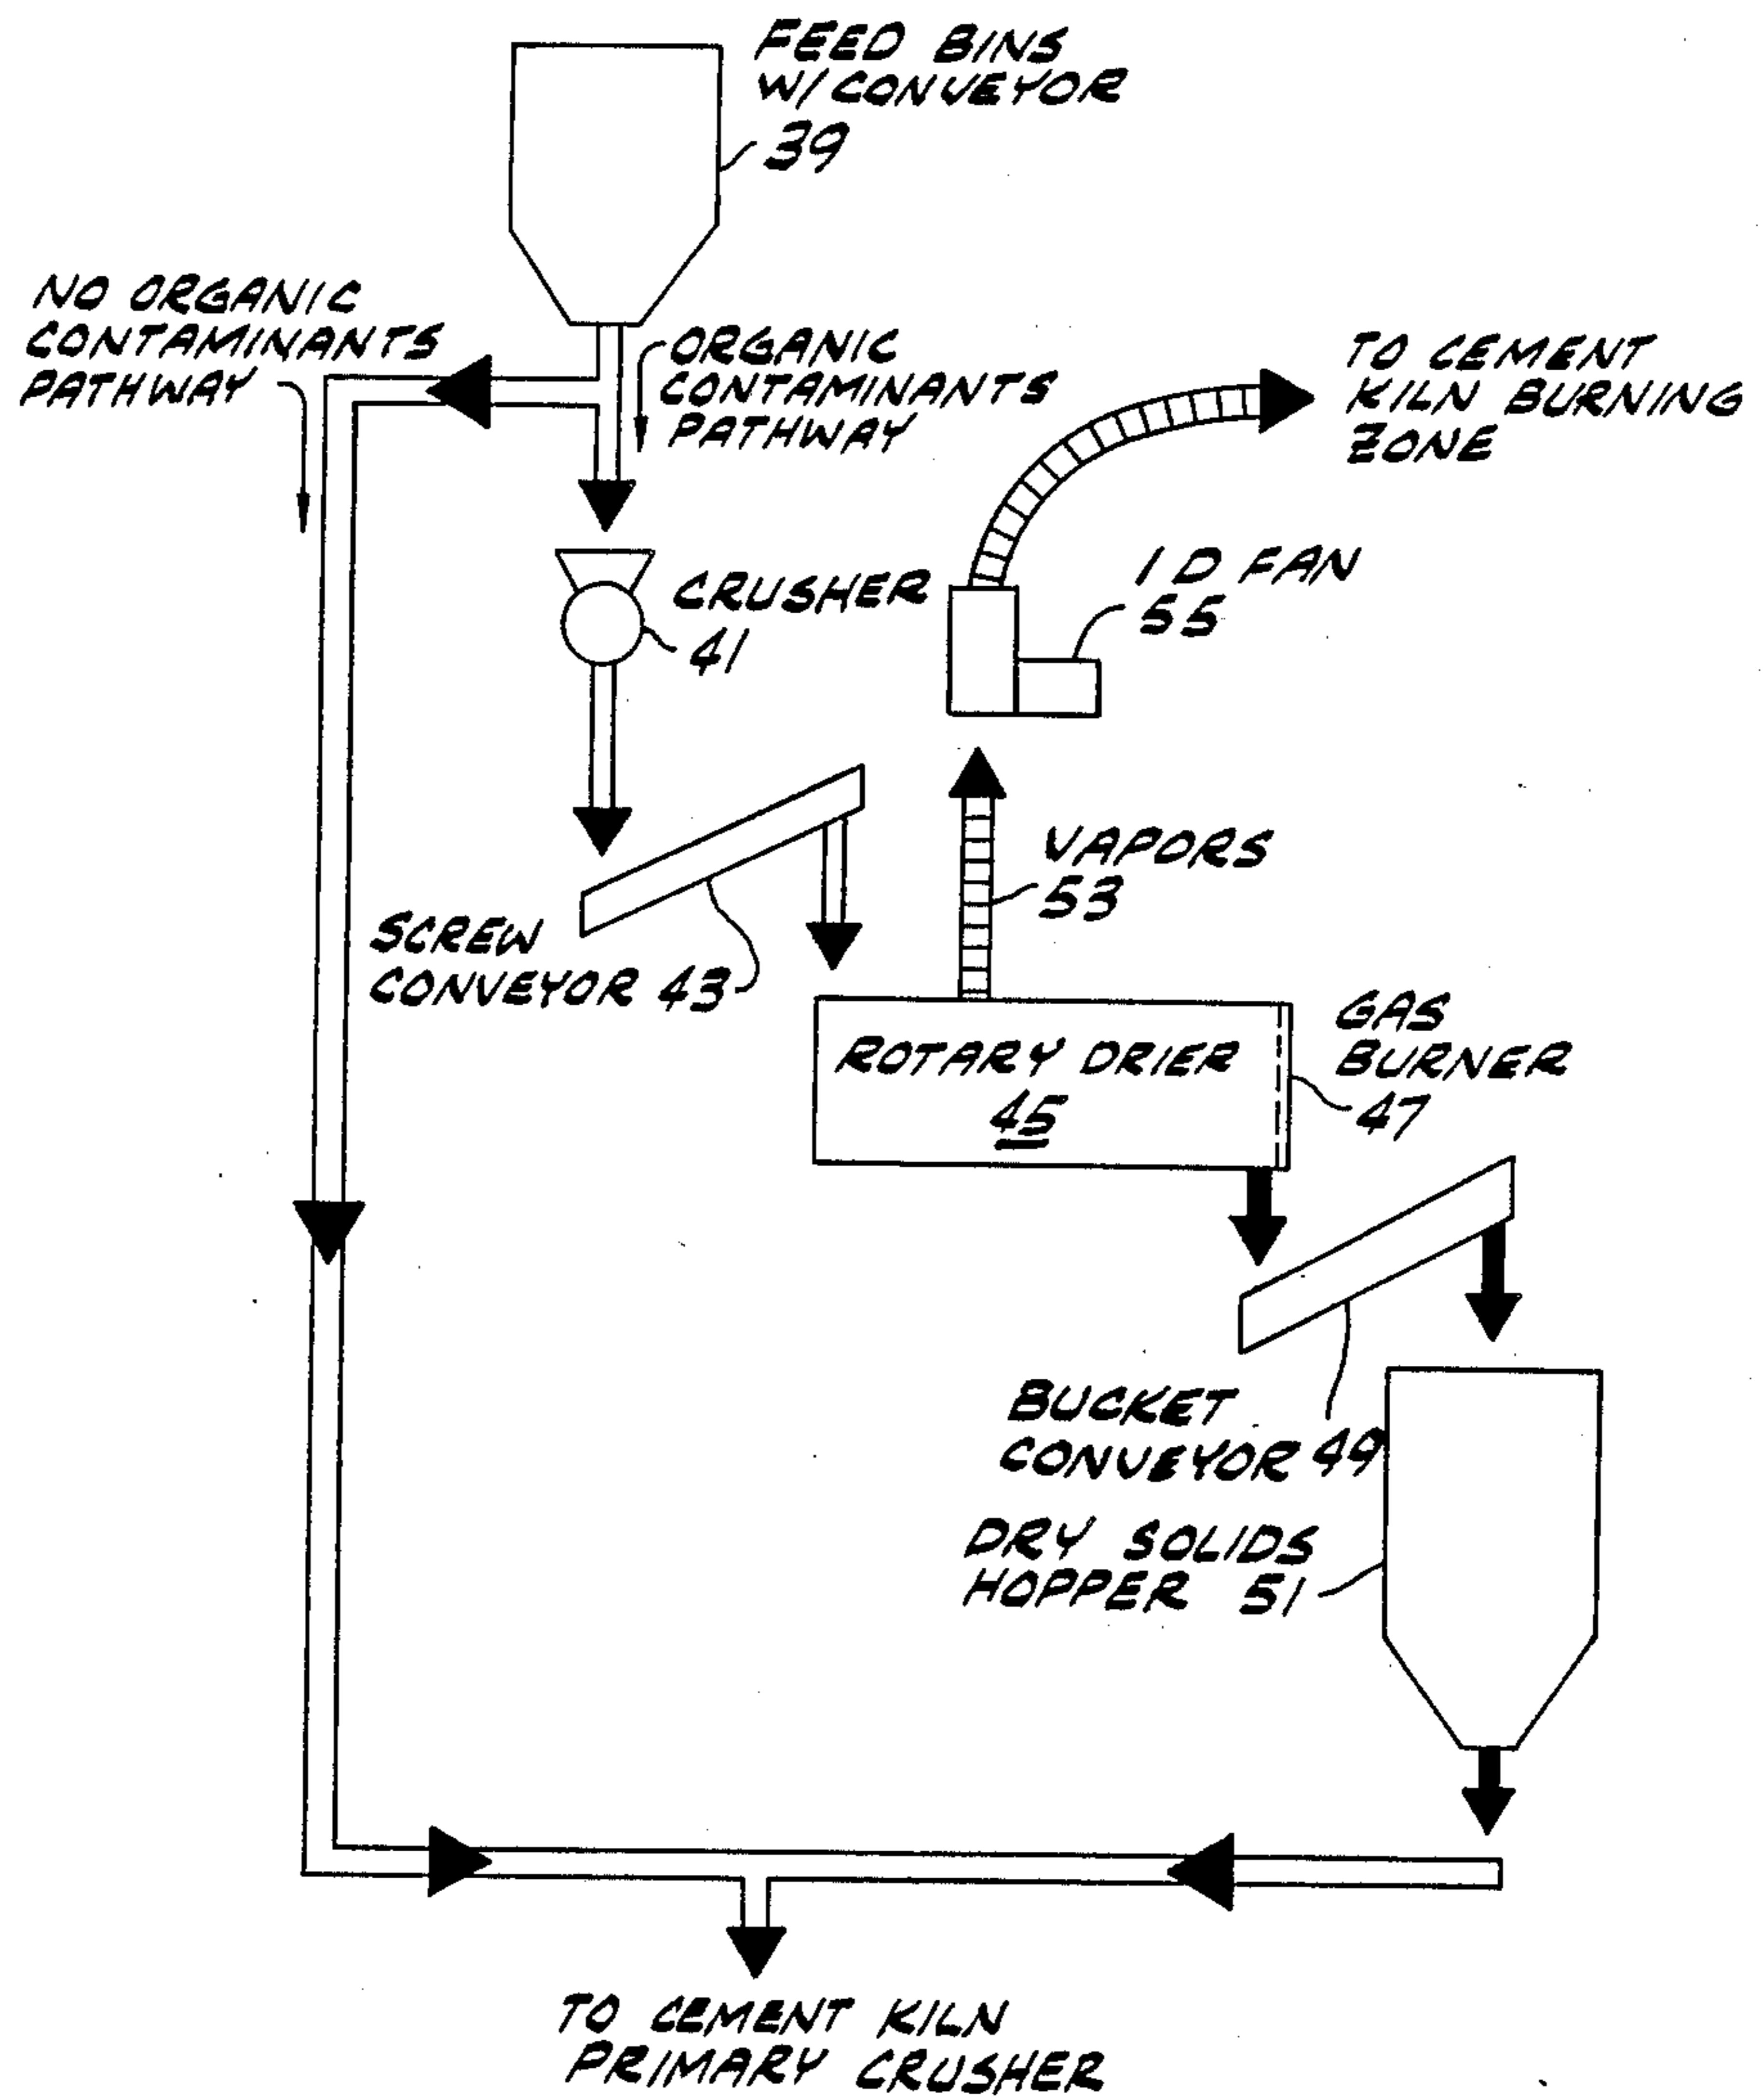 FEED BINS
W/CONVEYOR
39
NO ORGANIC
CONTAMINANTS
PATHWAY
ORGANIC
CONTAMINANTS
PATHWAY
TO CEMENT
KILN BURNING
ZONE
I D FAN
55
CRUSHER
41
VAPORS
53
SCREW
CONVEYOR 43
ROTARY DRIER
45
GAS
BURNER
47
BUCKET
CONVEYOR 49
DRY SOLIDS
HOPPER 51
TO CEMENT KILN
PRIMARY CRUSHER